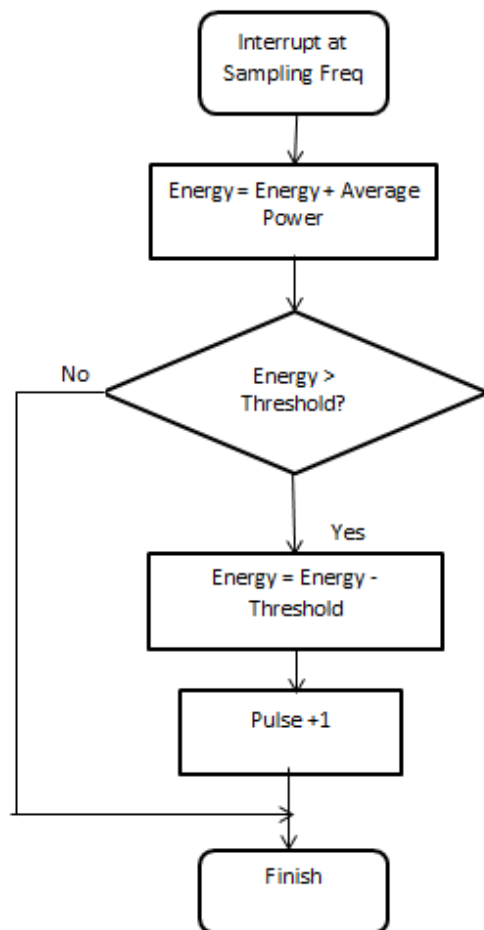 Interrupt at
Sampling Freq
Energy = Energy + Average
Power
No
Energy >
Threshold?
Yes
Energy = Energy -
Threshold
Pulse +1
Finish